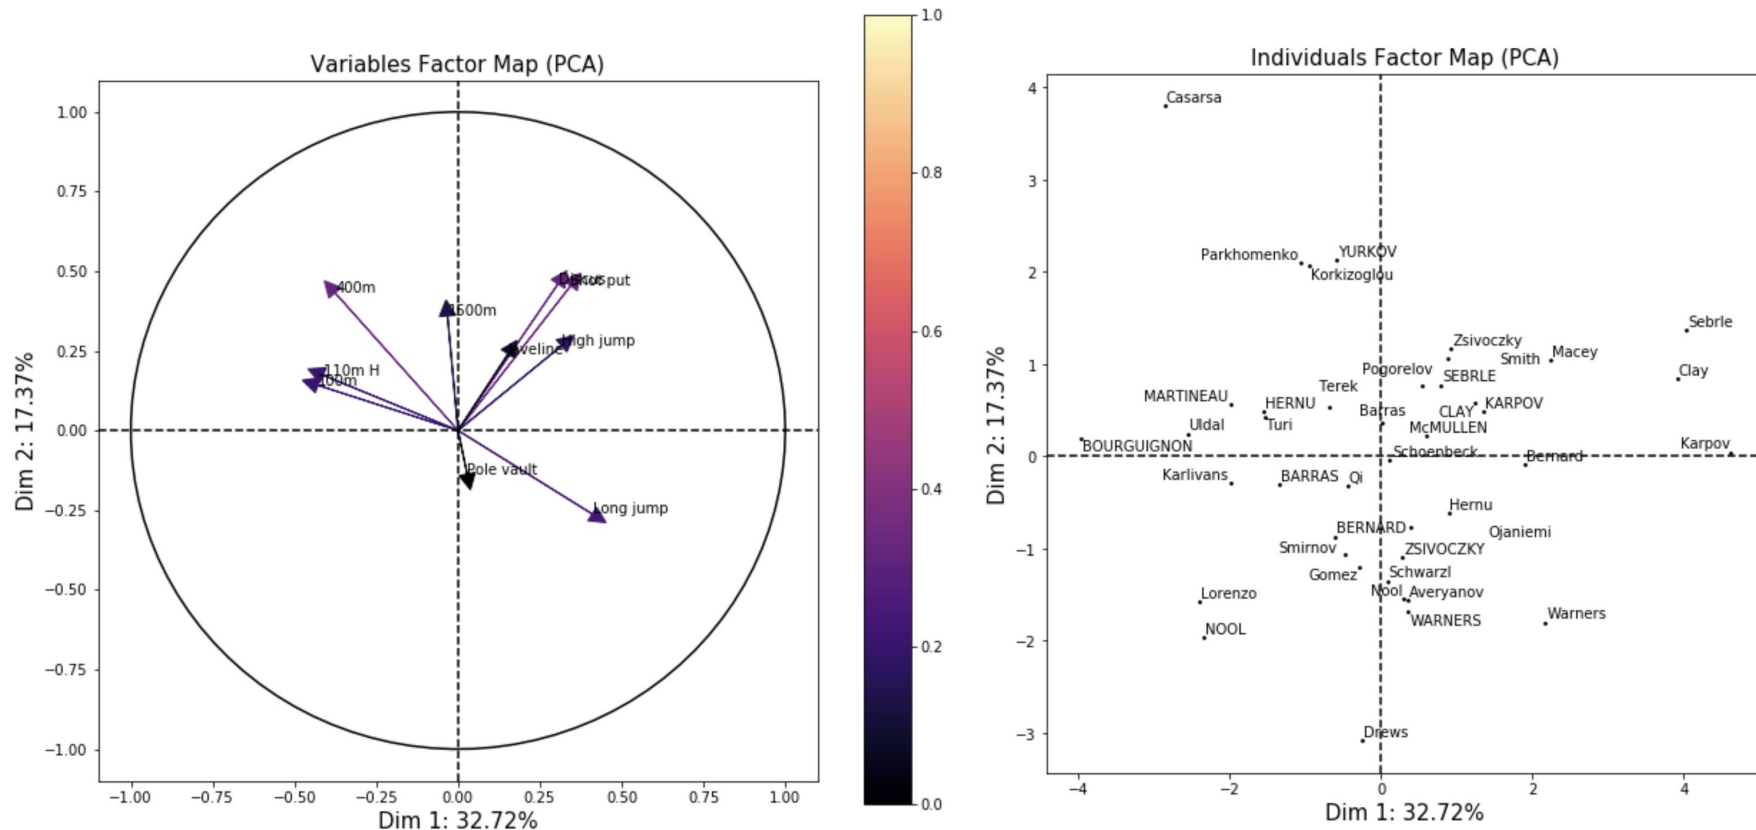 Variables Factor Map (PCA)
1.00
0.75
0.50
0.25
0.00
−0.25
−0.50
−0.75
−1.00
Dim 2: 17.37%
400m
1500m
Shot put
High jump
110m H
100m
Pole vault
Long jump
−1.00
−0.75
−0.50
−0.25
0.00
0.25
0.50
0.75
1.00
Dim 1: 32.72%
1.0
0.8
0.6
0.4
0.2
0.0
Individuals Factor Map (PCA)
4
3
2
1
0
−1
−2
−3
Dim 2: 17.37%
Casarsa
Parkhomenko
YURKOV
Korkizoglou
Sebrle
Zsivoczky
Smith
Macey
Pogorelov
SEBRLE
Clay
MARTINEAU
HERNU
Terek
Barras
CLAY
KARPOV
Uldal
Turi
McMULLEN
BOURGUIGNON
Schoenbeck
Bernard
Karpov
Karlivans
BARRAS
Qi
Hernu
BERNARD
Ojaniemi
Smirnov
ZSIVOCZKY
Gomez
Schwarzl
Lorenzo
Nool
Averyanov
NOOL
WARNERS
Warners
Drews
−4
−2
0
2
4
Dim 1: 32.72%